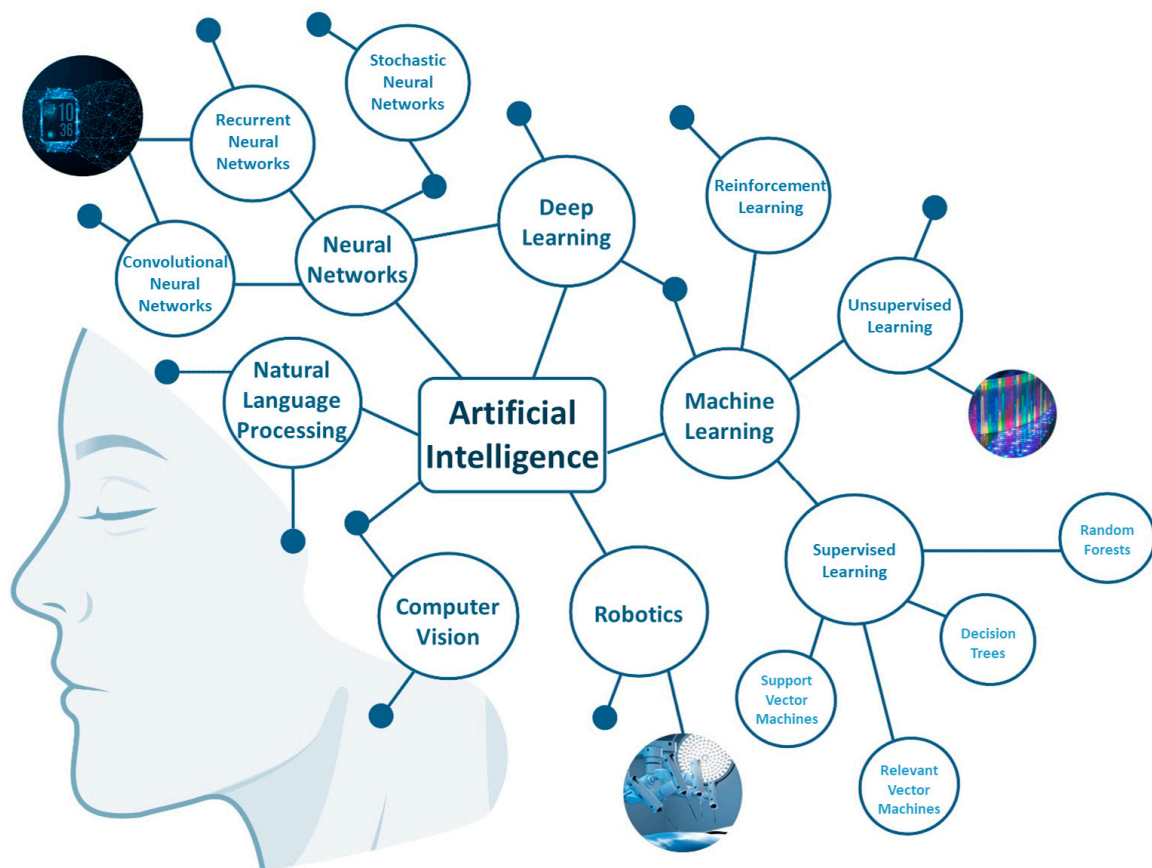 Stochastic
Neural
Networks
10
36
Recurrent
Neural
Networks
Deep
Learning
Reinforcement
Learning
Neural
Networks
Convolutional
Neural
Networks
Unsupervised
Learning
Natural
Language
Processing
Artificial
Intelligence
Machine
Learning
Supervised
Learning
Random
Forests
Computer
Vision
Robotics
Decision
Trees
Support
Vector
Machines
Relevant
Vector
Machines